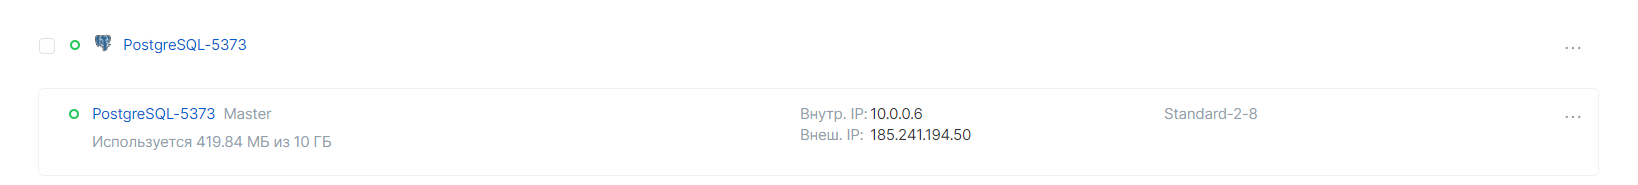 PostgreSQL-5373
...
PostgreSQL-5373 Master
Используется 419.84 МБ из 10 ГБ
Внутр. IP: 10.0.0.6
Внеш. IP: 185.241.194.50
Standard-2-8
...